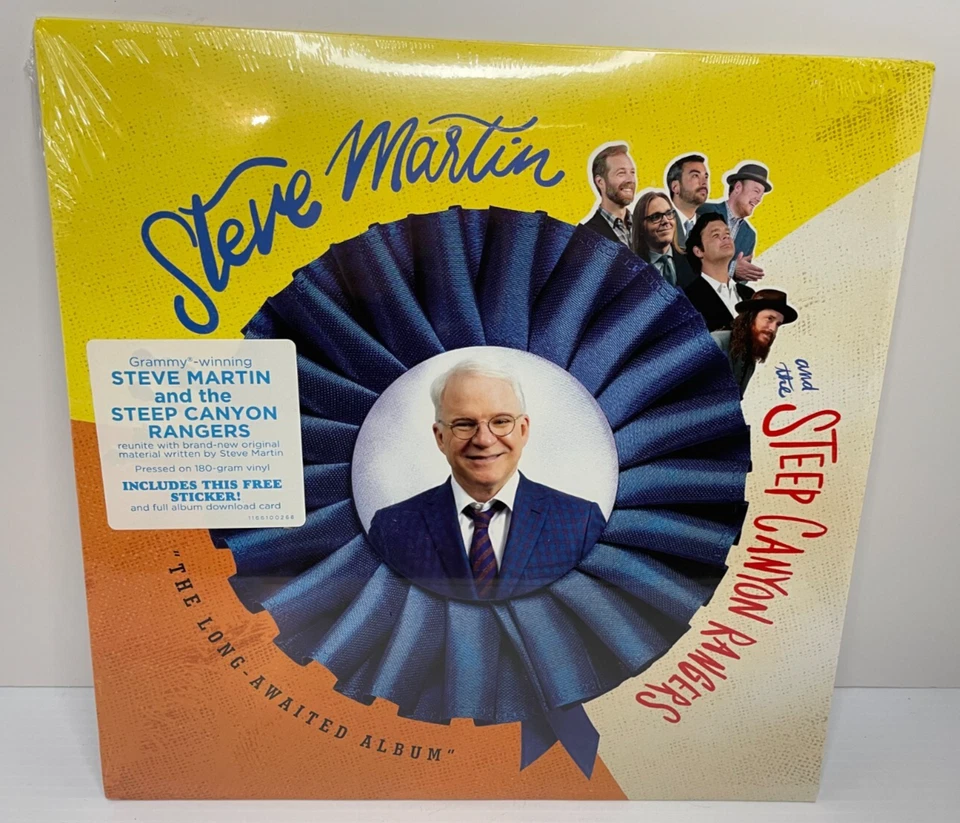 Steve Martin
and
the
STEEP CANYON RANGERS
Grammy®-winning
STEVE MARTIN
and the
STEEP CANYON
RANGERS
reunite with brand-new original
material written by Steve Martin
Pressed on 180-gram vinyl
INCLUDES THIS FREE
STICKER!
and full album download card
1166100268
"THE LONG-AWAITED ALBUM"